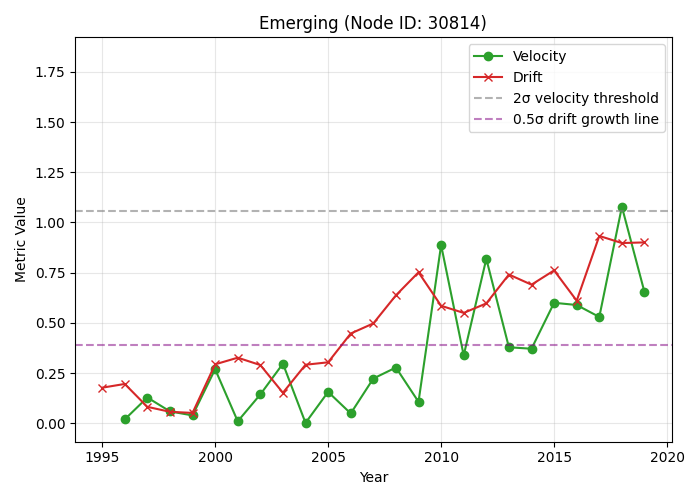 Emerging (Node ID: 30814)
Velocity
Drift
2σ velocity threshold
0.5σ drift growth line
Metric Value
1.75
1.50
1.25
1.00
0.75
0.50
0.25
0.00
1995 2000 2005 2010 2015 2020
Year